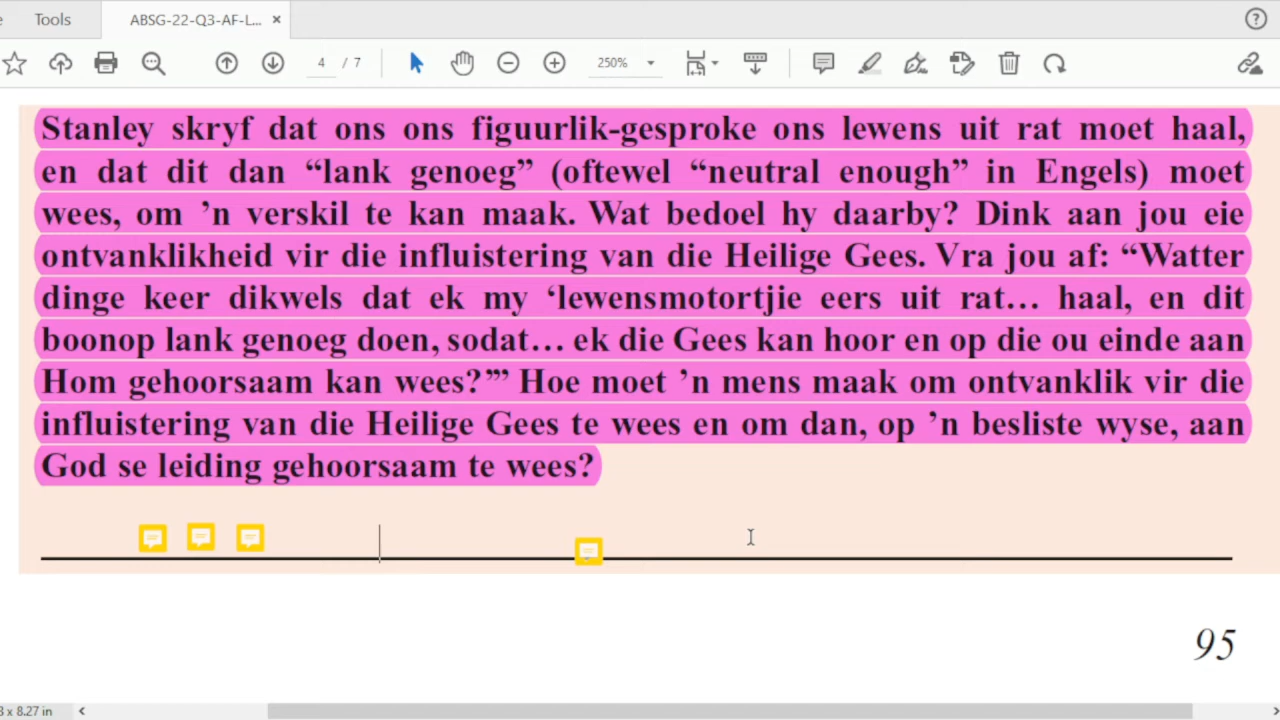 Tools
ABSG-22-Q3-AF-L... ×
4 / 7
250%
Stanley skryf dat ons ons figuurlik-gesproke ons lewens uit rat moet haal,
en dat dit dan “lank genoeg” (oftewel “neutral enough” in Engels) moet
wees, om ’n verskil te kan maak. Wat bedoel hy daarby? Dink aan jou eie
ontvanklikheid vir die influistering van die Heilige Gees. Vra jou af: “Watter
dinge keer dikwels dat ek my ‘lewensmotortjie eers uit rat… haal, en dit
boonop lank genoeg doen, sodat… ek die Gees kan hoor en op die ou einde aan
Hom gehoorsaam kan wees?’” Hoe moet ’n mens maak om ontvanklik vir die
influistering van die Heilige Gees te wees en om dan, op ’n besliste wyse, aan
God se leiding gehoorsaam te wees?
95
x 8.27 in